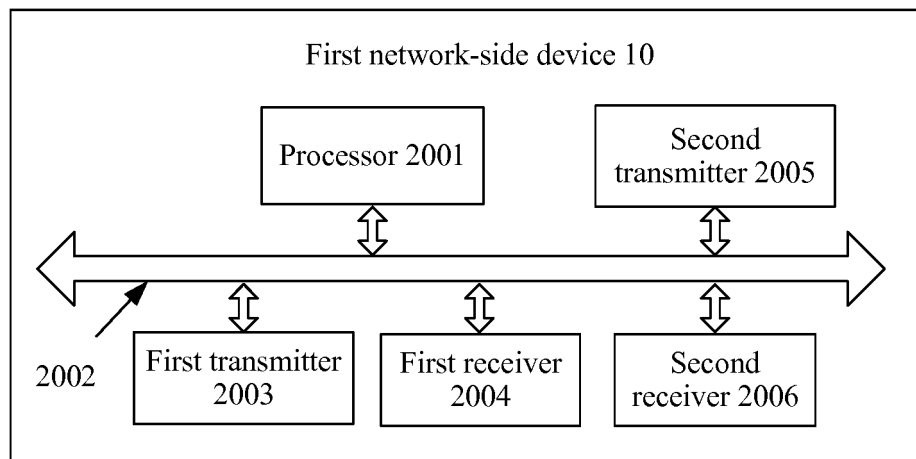 First network-side device 10
Processor 2001
Second
transmitter 2005
2002
First transmitter
2003
First receiver
2004
Second
receiver 2006